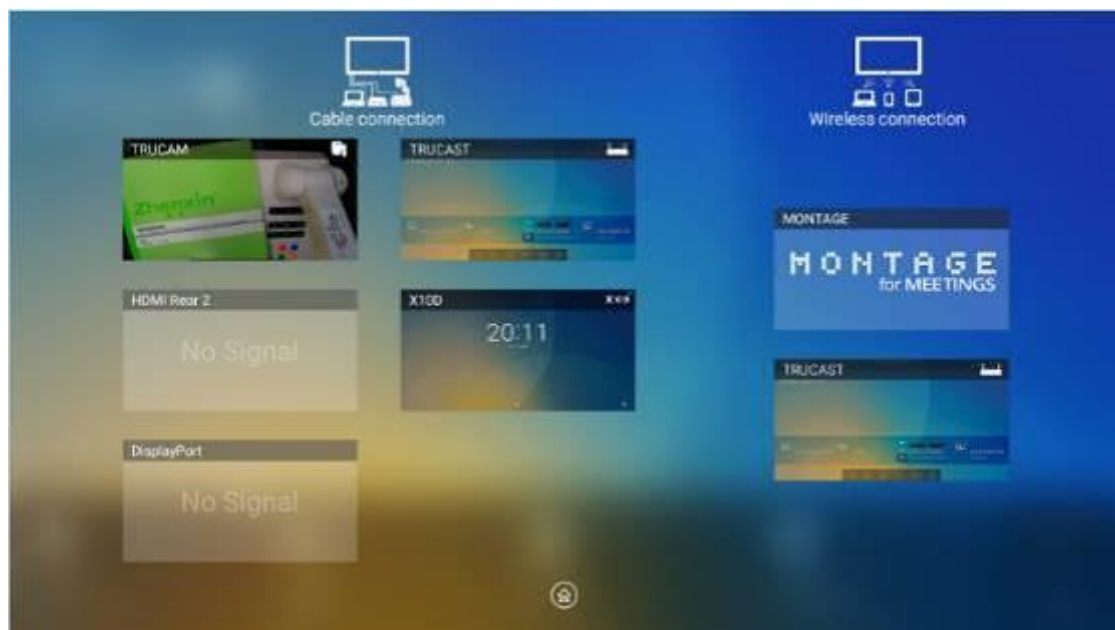 Cable connection
Wireless connection
TRUCAM
Zhenxin
TRUCAST
HDMI Rear 2
No Signal
X10D
20:11
DisplayPort
No Signal
MONTAGE
MONTAGE
for MEETINGS
TRUCAST